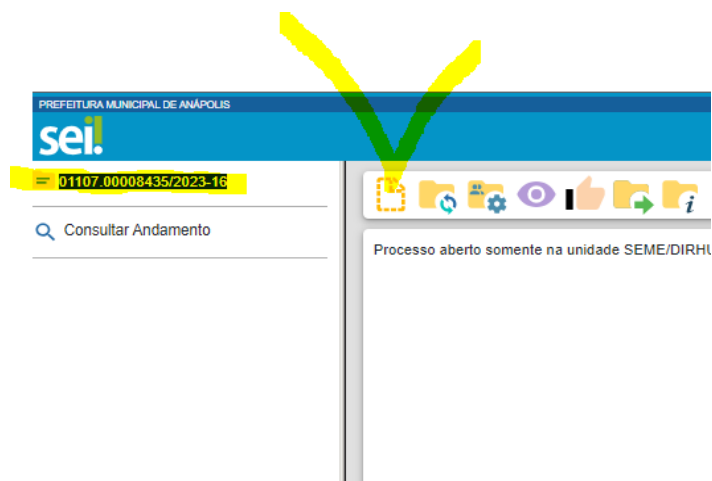 PREFEITURA MUNICIPAL DE ANÁPOLIS
sei!
01107.00008435/2023-16
Consultar Andamento
Processo aberto somente na unidade SEME/DIRHU